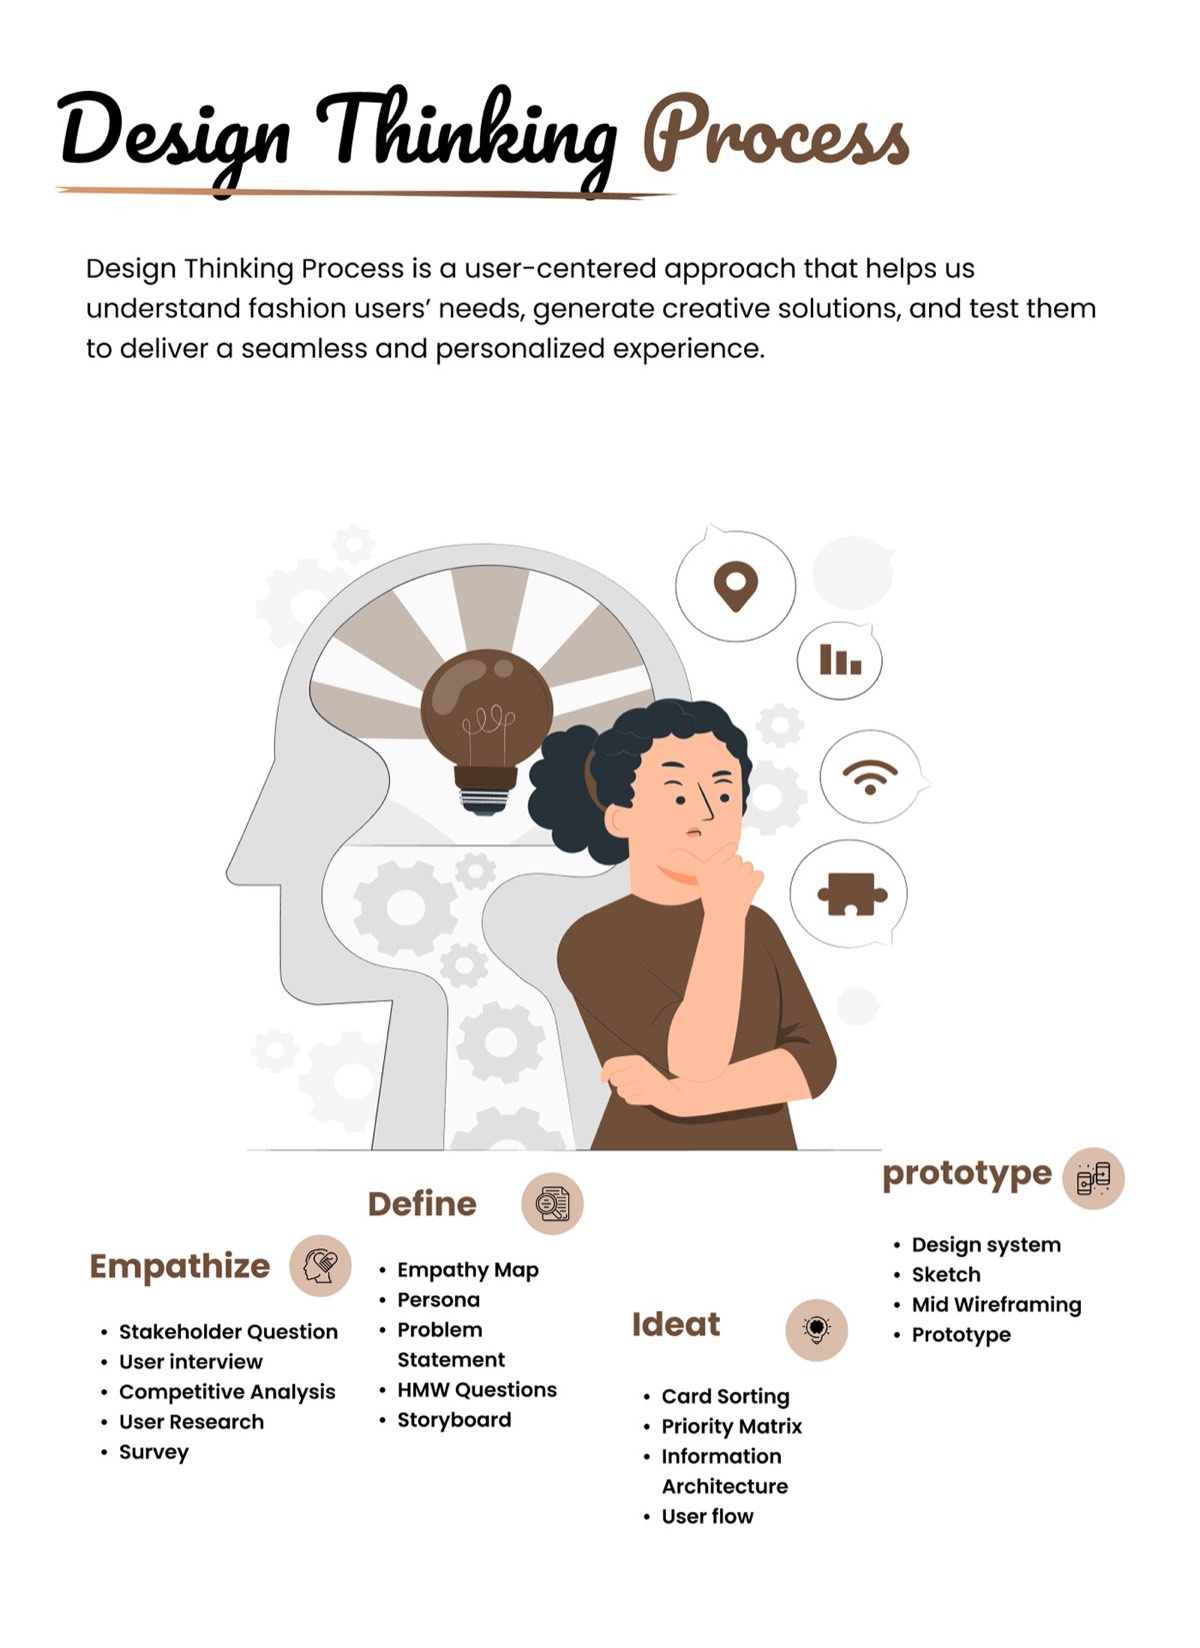 Design Thinking Process
Design Thinking Process is a user-centered approach that helps us
understand fashion users’ needs, generate creative solutions, and test them
to deliver a seamless and personalized experience.
Empathize
• Stakeholder Question
• User interview
• Competitive Analysis
• User Research
• Survey
Define
• Empathy Map
• Persona
• Problem
Statement
• HMW Questions
• Storyboard
Ideat
• Card Sorting
• Priority Matrix
• Information
Architecture
• User flow
prototype
• Design system
• Sketch
• Mid Wireframing
• Prototype